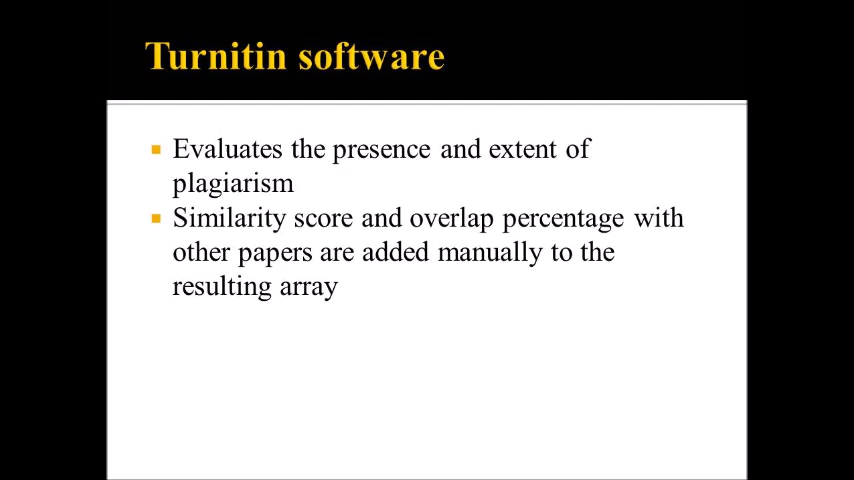 Turnitin software
Evaluates the presence and extent of
plagiarism
Similarity score and overlap percentage with
other papers are added manually to the
resulting array